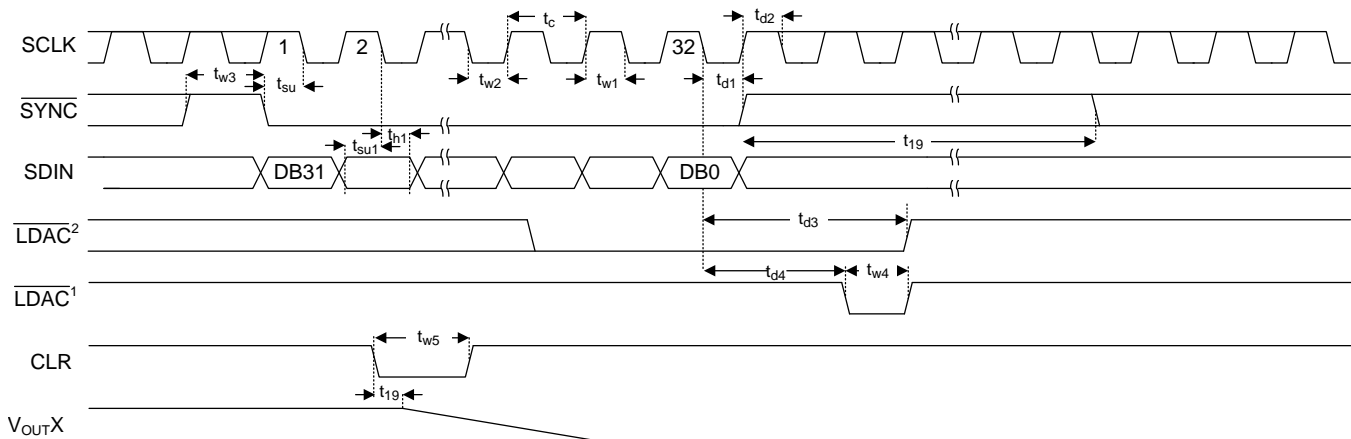 SCLK
1
2
32
t_c
t_d2
t_w3
t_su
t_w2
t_w1
t_d1
SYNC
t_h1
t_su1
t_19
SDIN
DB31
DB0
LDAC²
t_d3
t_d4
t_w4
LDAC¹
CLR
t_w5
t_19
V_OUTX